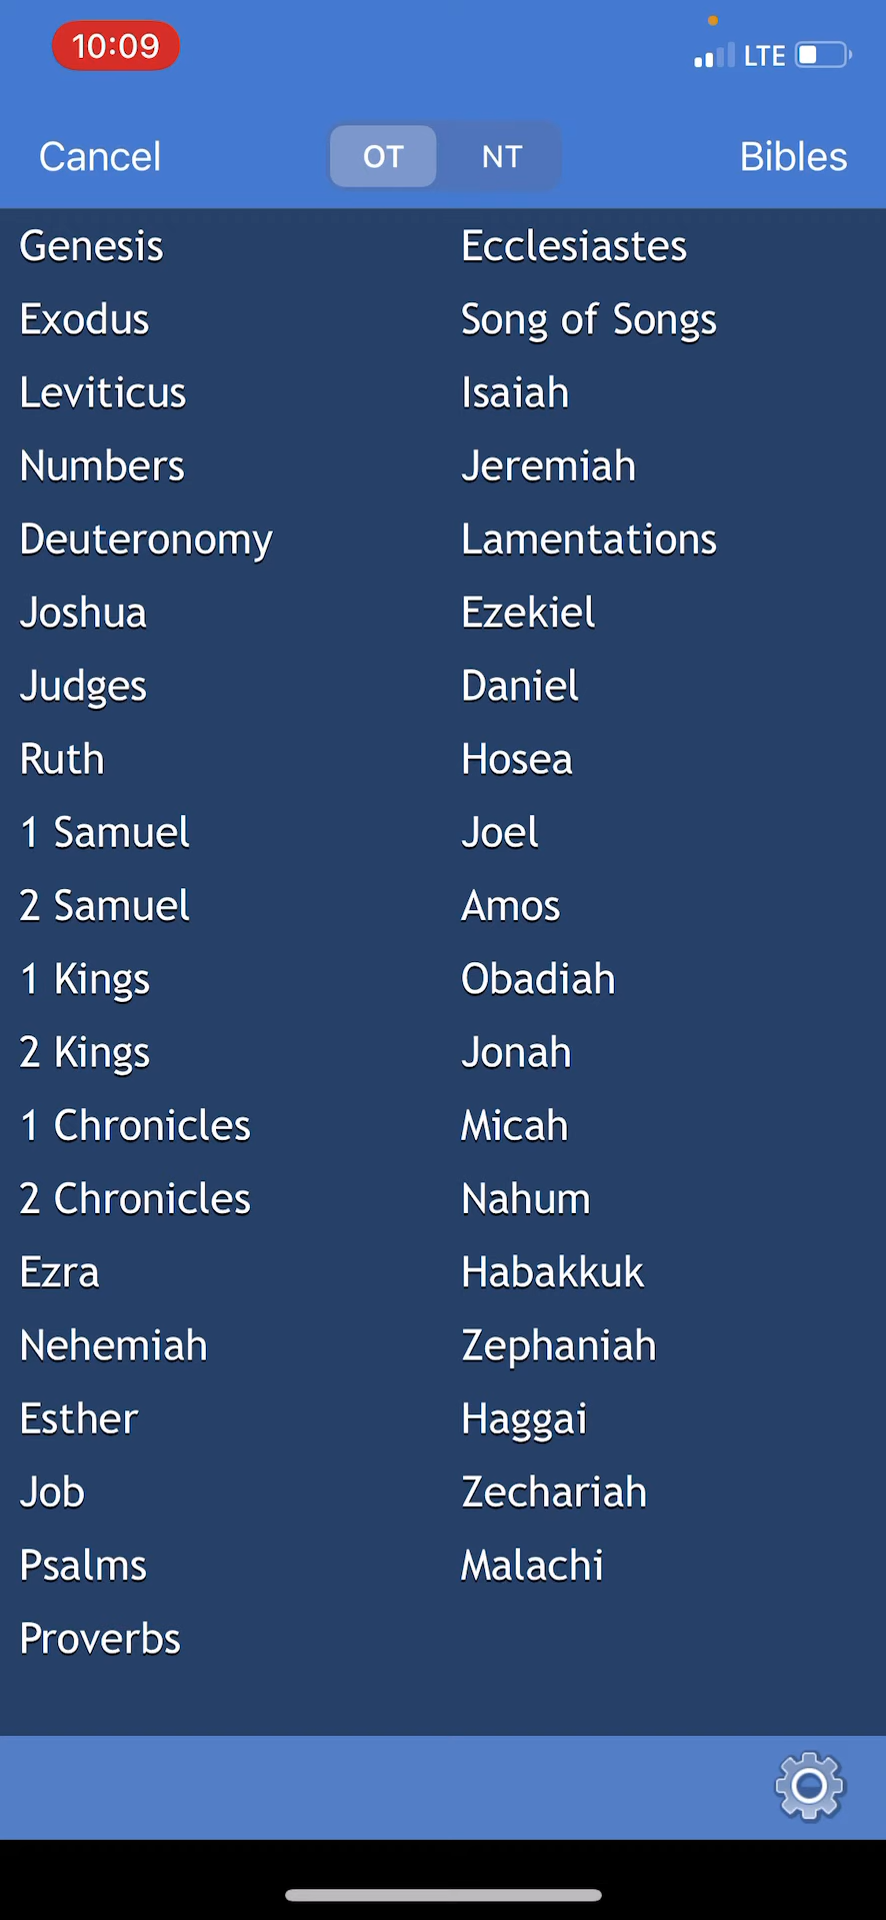 10:09
LTE
Cancel
OT
NT
Bibles
Genesis
Exodus
Leviticus
Numbers
Deuteronomy
Joshua
Judges
Ruth
1 Samuel
2 Samuel
1 Kings
2 Kings
1 Chronicles
2 Chronicles
Ezra
Nehemiah
Esther
Job
Psalms
Proverbs
Ecclesiastes
Song of Songs
Isaiah
Jeremiah
Lamentations
Ezekiel
Daniel
Hosea
Joel
Amos
Obadiah
Jonah
Micah
Nahum
Habakkuk
Zephaniah
Haggai
Zechariah
Malachi